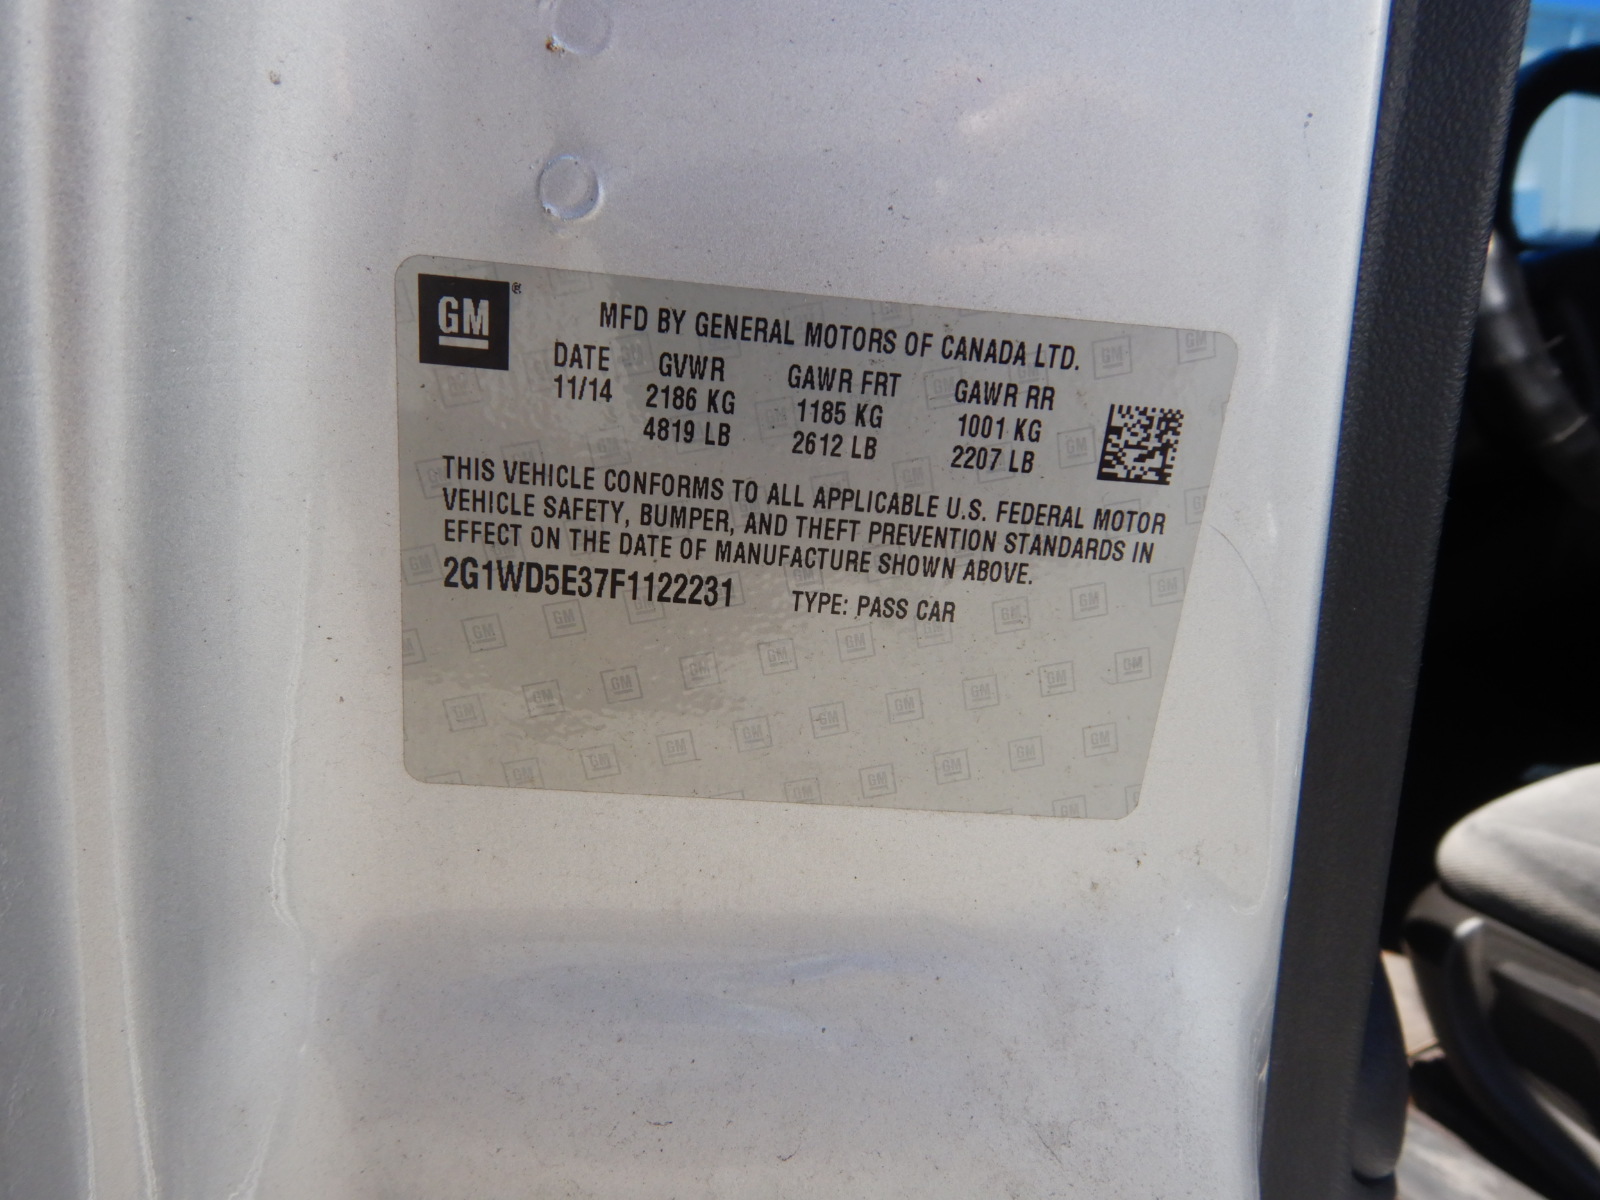 GM®
MFD BY GENERAL MOTORS OF CANADA LTD.
DATE GVWR GAWR FRT GAWR RR
11/14 2186 KG 1185 KG 1001 KG
4819 LB 2612 LB 2207 LB
THIS VEHICLE CONFORMS TO ALL APPLICABLE U.S. FEDERAL MOTOR
VEHICLE SAFETY, BUMPER, AND THEFT PREVENTION STANDARDS IN
EFFECT ON THE DATE OF MANUFACTURE SHOWN ABOVE.
2G1WD5E37F1122231 TYPE: PASS CAR